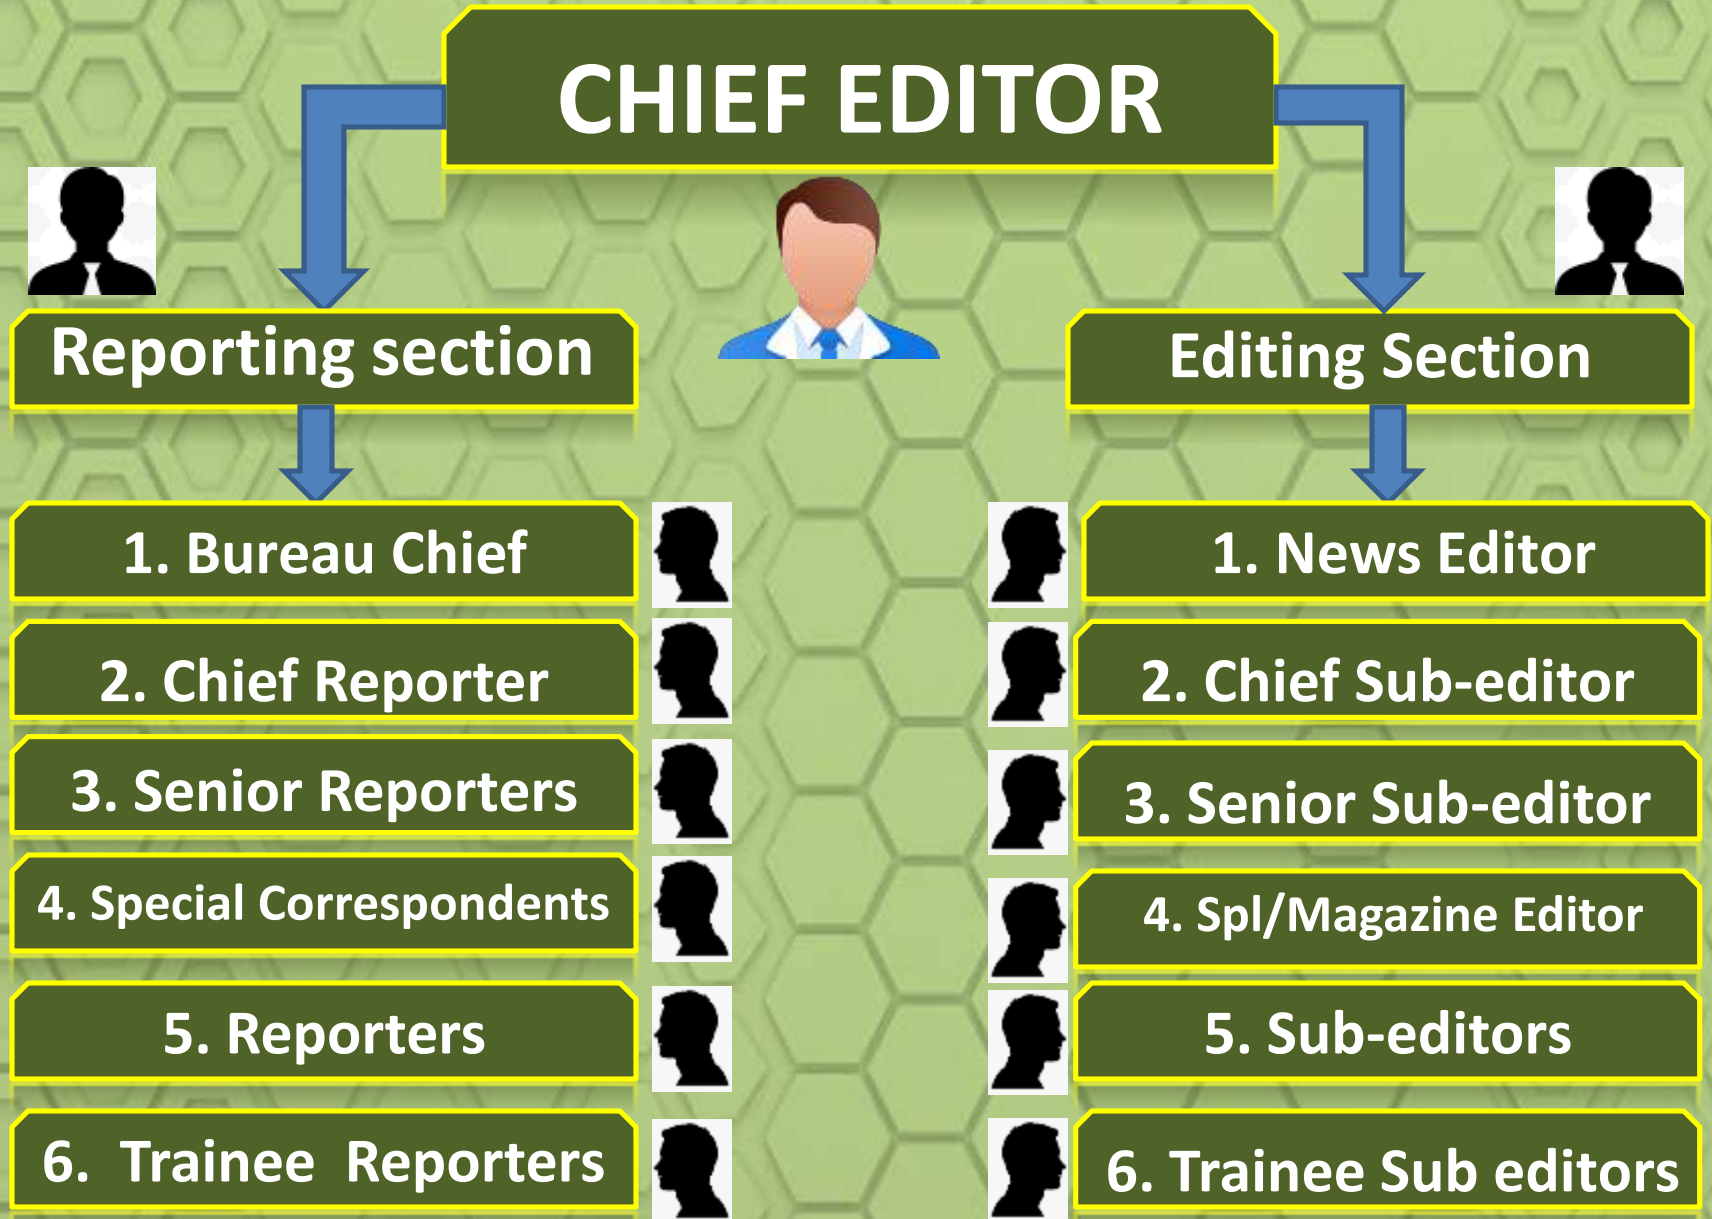 CHIEF EDITOR
Reporting section
1. Bureau Chief
2. Chief Reporter
3. Senior Reporters
4. Special Correspondents
5. Reporters
6. Trainee Reporters
Editing Section
1. News Editor
2. Chief Sub-editor
3. Senior Sub-editor
4. Spl/Magazine Editor
5. Sub-editors
6. Trainee Sub editors